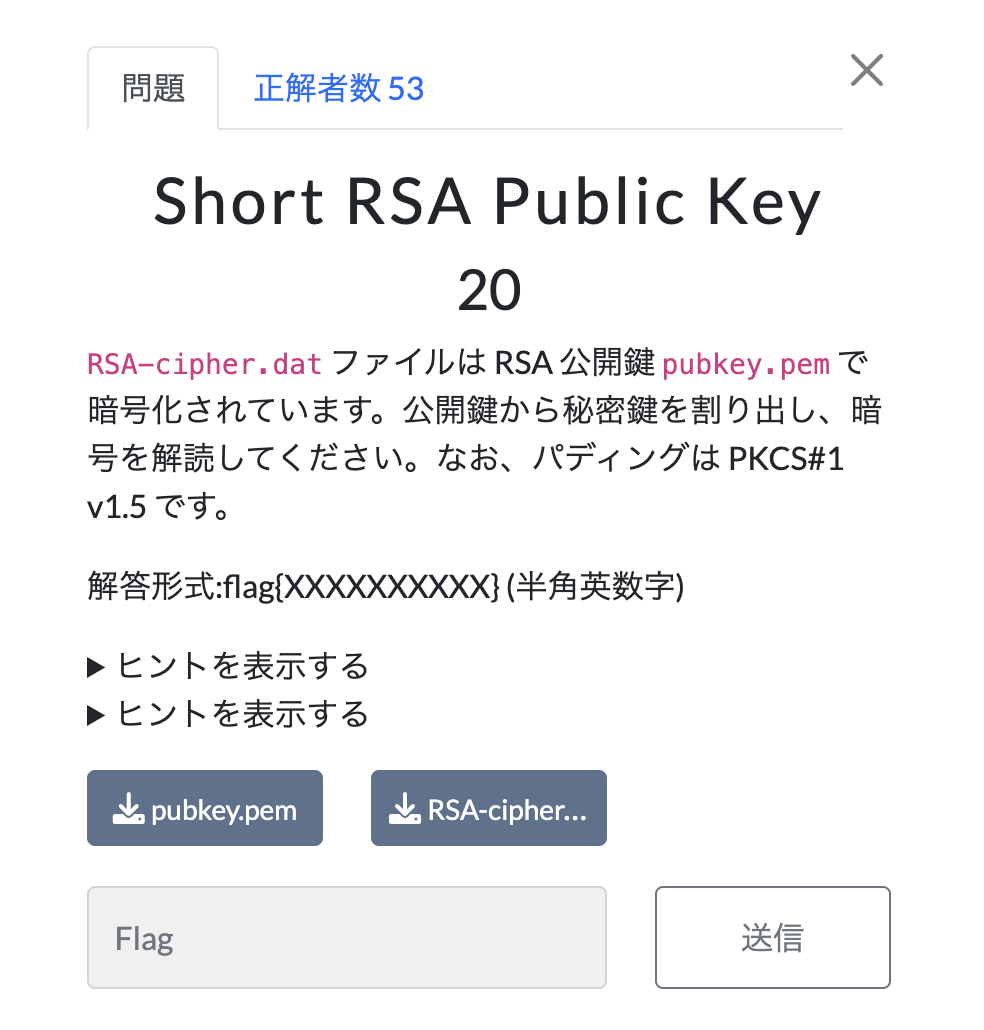 問題
正解者数 53
Short RSA Public Key
20
RSA-cipher.dat ファイルは RSA 公開鍵 pubkey.pem で
暗号化されています。公開鍵から秘密鍵を割り出し、暗
号を解読してください。なお、パディングは PKCS#1
v1.5 です。
解答形式:flag{XXXXXXXXXX} (半角英数字)
▶ ヒントを表示する
▶ ヒントを表示する
pubkey.pem
RSA-cipher...
Flag
送信